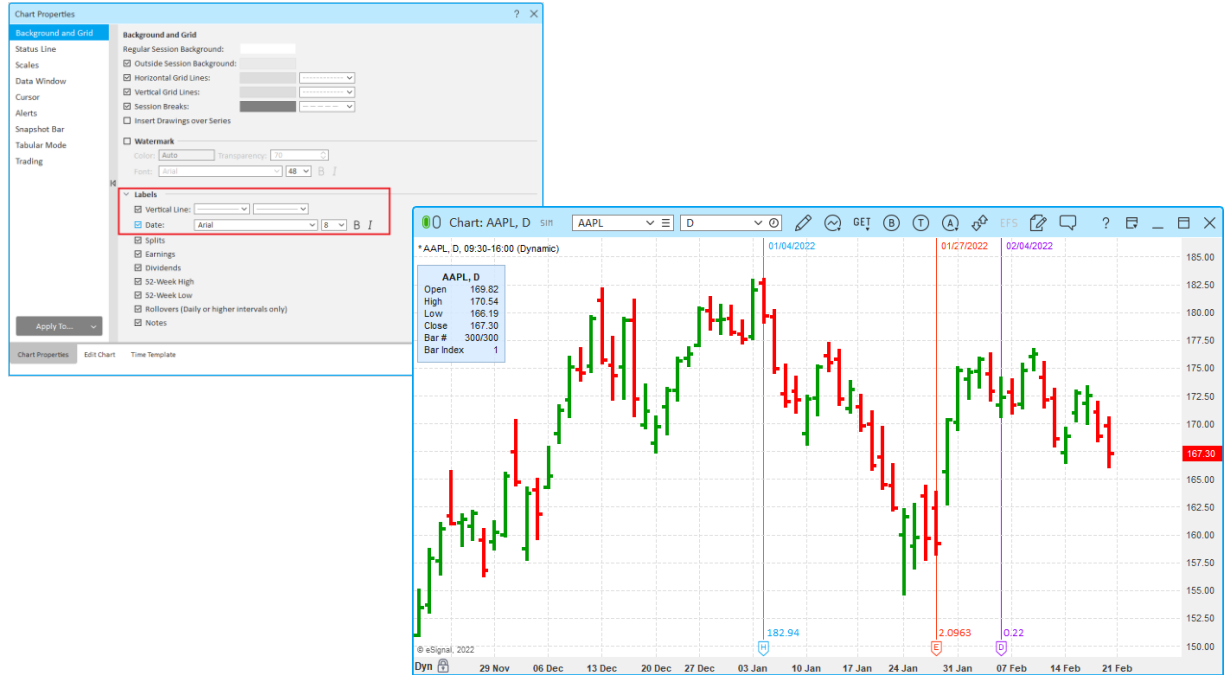 Chart Properties ?
Background and Grid
Status Line
Scales
Data Window
Cursor
Alerts
Snapshot Bar
Tabular Mode
Trading
Apply To...
Background and Grid
Regular Session Background:
Outside Session Background:
Horizontal Grid Lines:
Vertical Grid Lines:
Session Breaks:
Insert Drawings over Series
Watermark
Color: Auto Transparency: 70
Font: Arial 48 B I
Labels
Vertical Line:
Date: Arial 8 B I
Splits
Earnings
Dividends
52-Week High
52-Week Low
Rollovers (Daily or higher intervals only)
Notes
Chart Properties Edit Chart Time Template
Chart: AAPL, D SIM AAPL D GET B T A EFS ?
*AAPL, D, 09:30-16:00 (Dynamic)
01/04/2022 01/27/2022 02/04/2022
AAPL, D
Open 169.82
High 170.54
Low 166.19
Close 167.30
Bar # 300/300
Bar Index 1
185.00
182.50
180.00
177.50
175.00
172.50
170.00
167.30
165.00
162.50
160.00
157.50
155.00
152.50
150.00
182.94 2.0963 0.22
H E D
© eSignal, 2022
Dyn 29 Nov 06 Dec 13 Dec 20 Dec 27 Dec 03 Jan 10 Jan 17 Jan 24 Jan 31 Jan 07 Feb 14 Feb 21 Feb